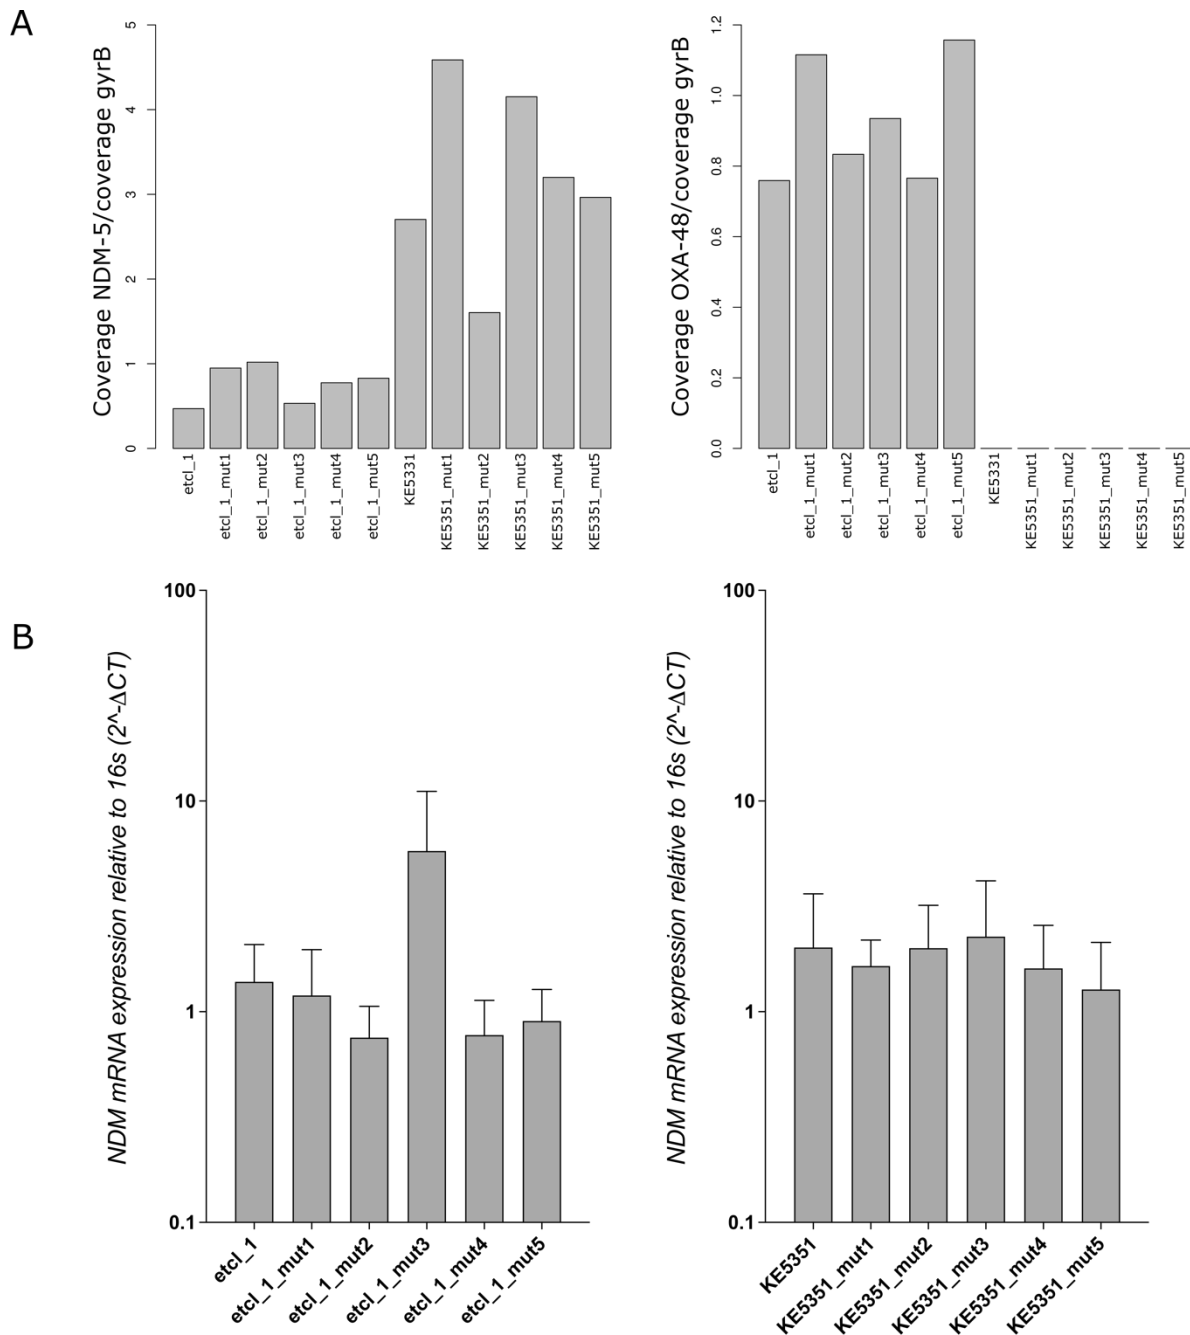 A
Coverage NDM-5/coverage gyrB
5
4
3
2
1
0
etcl_1
etcl_1_mut1
etcl_1_mut2
etcl_1_mut3
etcl_1_mut4
etcl_1_mut5
KE5331
KE5351_mut1
KE5351_mut2
KE5351_mut3
KE5351_mut4
KE5351_mut5
Coverage OXA-48/coverage gyrB
1.2
1.0
0.8
0.6
0.4
0.2
0.0
etcl_1
etcl_1_mut1
etcl_1_mut2
etcl_1_mut3
etcl_1_mut4
etcl_1_mut5
KE5331
KE5351_mut1
KE5351_mut2
KE5351_mut3
KE5351_mut4
KE5351_mut5
B
NDM mRNA expression relative to 16s (2^-ΔCT)
100
10
1
0.1
etcl_1
etcl_1_mut1
etcl_1_mut2
etcl_1_mut3
etcl_1_mut4
etcl_1_mut5
NDM mRNA expression relative to 16s (2^-ΔCT)
100
10
1
0.1
KE5351
KE5351_mut1
KE5351_mut2
KE5351_mut3
KE5351_mut4
KE5351_mut5